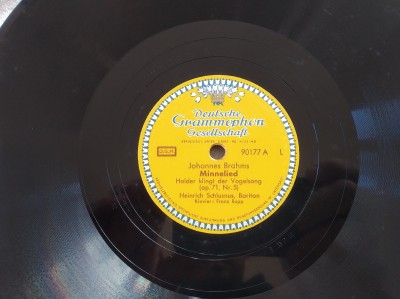 Deutsche
Grammophon
Gesellschaft
90177 A L
Johannes Brahms
Minnelied
Holder klingt der Vogelsang
(op. 71, Nr. 5)
Heinrich Schlusnus, Bariton
Klavier: Franz Rupp